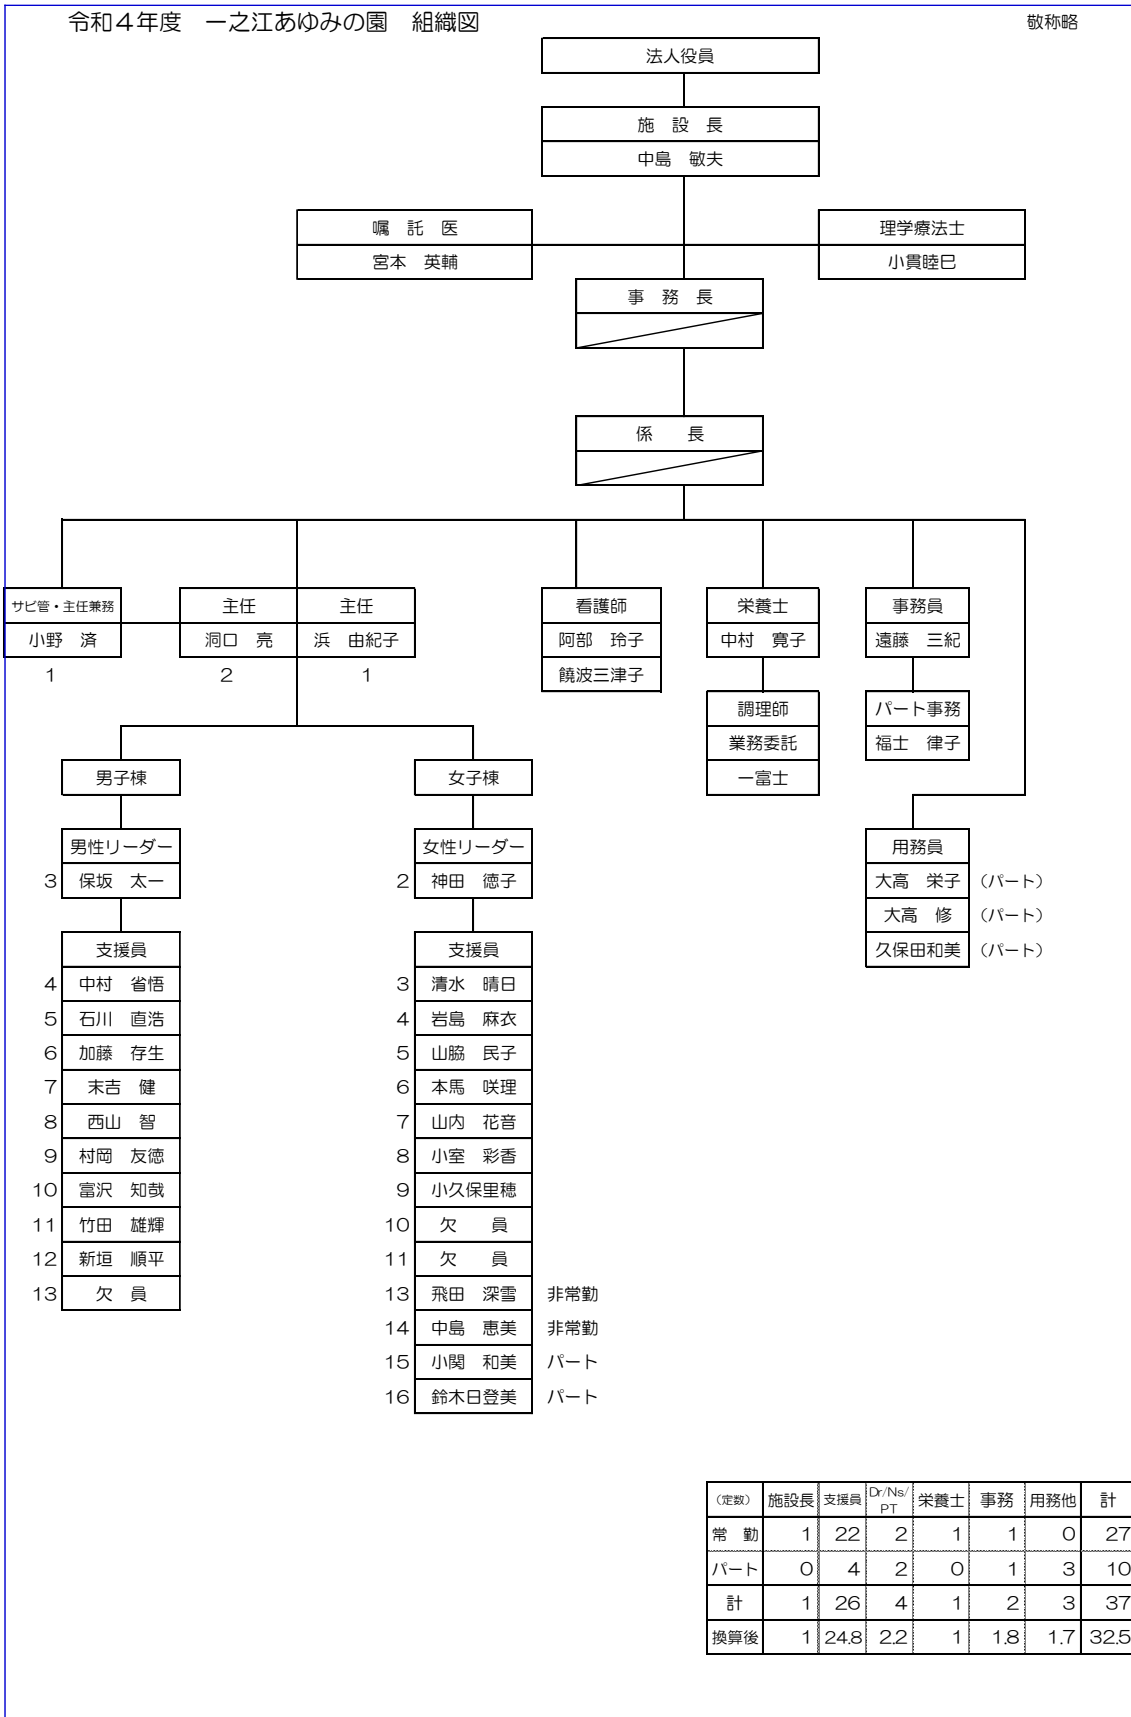 令和４年度　一之江あゆみの園　組織図
敬称略
法人役員
施　設　長
中島　敏夫
嘱　託　医
宮本　英輔
理学療法士
小貫睦巳
事　務　長
係　　長
サビ管・主任兼務
小野　済
1
主任　主任
洞口　亮　浜　由紀子
2　1
看護師
阿部　玲子
饒波三津子
栄養士
中村　寛子
調理師
業務委託
一富士
事務員
遠藤　三紀
パート事務
福士　律子
用務員
大高　栄子　（パート）
大高　修　（パート）
久保田和美　（パート）
男子棟
男性リーダー
3　保坂　太一
支援員
4　中村　省悟
5　石川　直浩
6　加藤　存生
7　末吉　健
8　西山　智
9　村岡　友徳
10　富沢　知哉
11　竹田　雄輝
12　新垣　順平
13　欠　員
女子棟
女性リーダー
2　神田　徳子
支援員
3　清水　晴日
4　岩島　麻衣
5　山脇　民子
6　本馬　咲理
7　山内　花音
8　小室　彩香
9　小久保里穂
10　欠　　員
11　欠　　員
13　飛田　深雪　非常勤
14　中島　恵美　非常勤
15　小関　和美　パート
16　鈴木日登美　パート
（定数）　施設長　支援員　Dr/Ns/PT　栄養士　事務　用務他　計
常　勤　1　22　2　1　1　0　27
パート　0　4　2　0　1　3　10
計　1　26　4　1　2　3　37
換算後　1　24.8　2.2　1　1.8　1.7　32.5